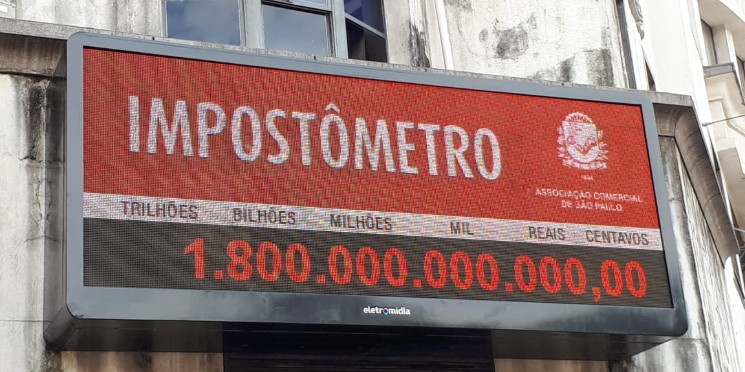 IMPOSTÔMETRO
1894
ASSOCIAÇÃO COMERCIAL
DE SÃO PAULO
TRILHÕES BILHÕES MILHÕES MIL REAIS CENTAVOS
1.800.000.000.000,00
eletromidia